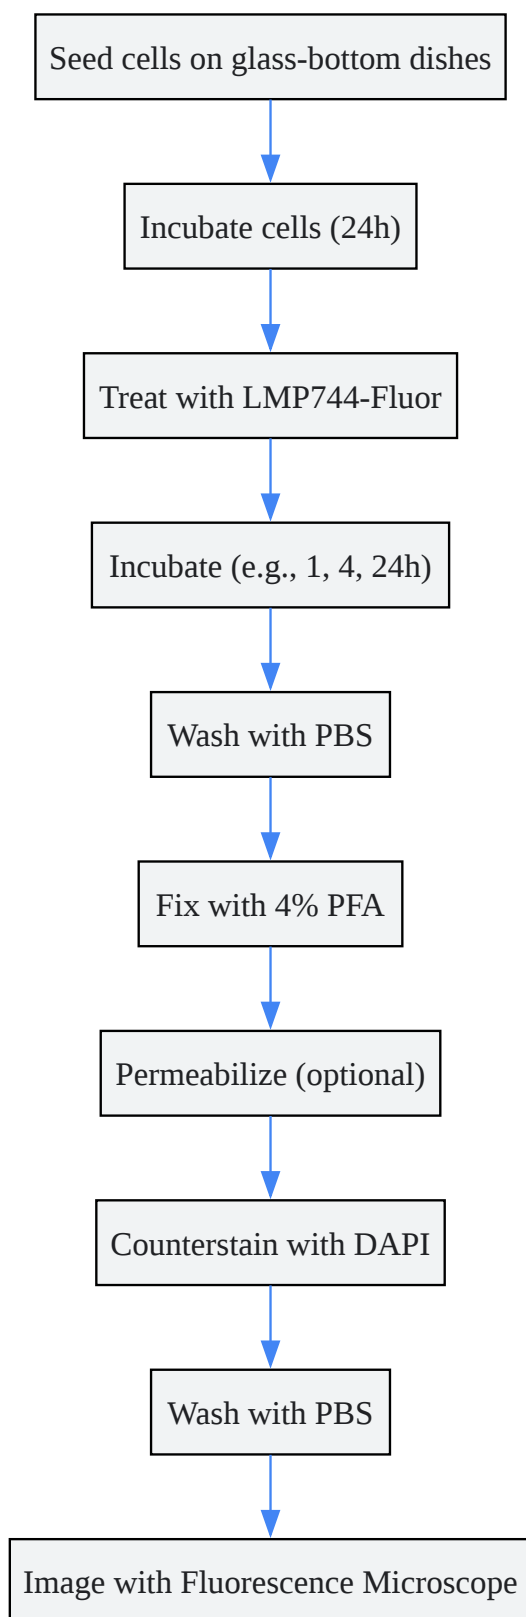 Seed cells on glass-bottom dishes
Incubate cells (24h)
Treat with LMP744-Fluor
Incubate (e.g., 1, 4, 24h)
Wash with PBS
Fix with 4% PFA
Permeabilize (optional)
Counterstain with DAPI
Wash with PBS
Image with Fluorescence Microscope